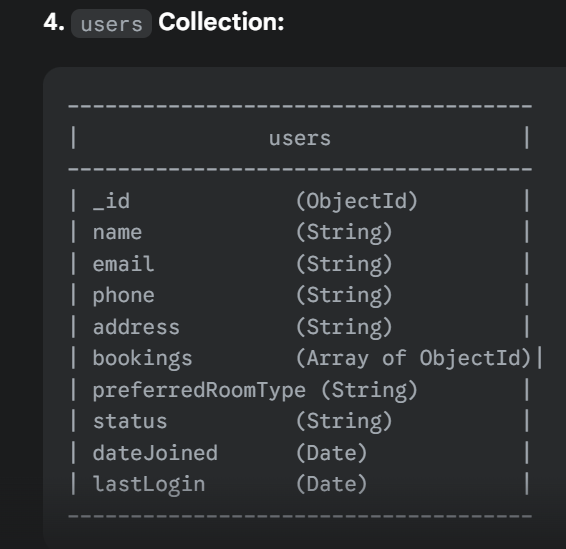 4. users Collection:
-------------------------------------
|               users               |
-------------------------------------
| _id             (ObjectId)        |
| name            (String)          |
| email           (String)          |
| phone           (String)          |
| address         (String)          |
| bookings        (Array of ObjectId)|
| preferredRoomType (String)        |
| status          (String)          |
| dateJoined      (Date)            |
| lastLogin       (Date)            |
-------------------------------------